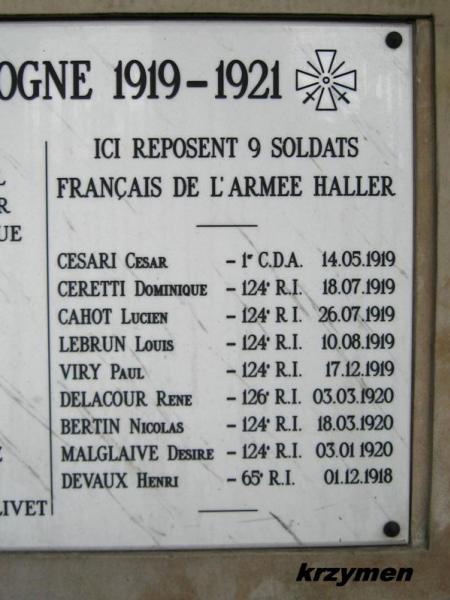 OGNE 1919-1921
ICI REPOSENT 9 SOLDATS
FRANÇAIS DE L'ARMEE HALLER
CESARI CESAR - 1er C.D.A. 14.05.1919
CERETTI DOMINIQUE - 124e R.I. 18.07.1919
CAHOT LUCIEN - 124e R.I. 26.07.1919
LEBRUN LOUIS - 124e R.I. 10.08.1919
VIRY PAUL - 124e R.I. 17.12.1919
DELACOUR RENE - 126e R.I. 03.03.1920
BERTIN NICOLAS - 124e R.I. 18.03.1920
MALGLAIVE DESIRE - 124e R.I. 03.01 1920
DEVAUX HENRI - 65e R.I. 01.12.1918
R
UE
LIVET
krzymen